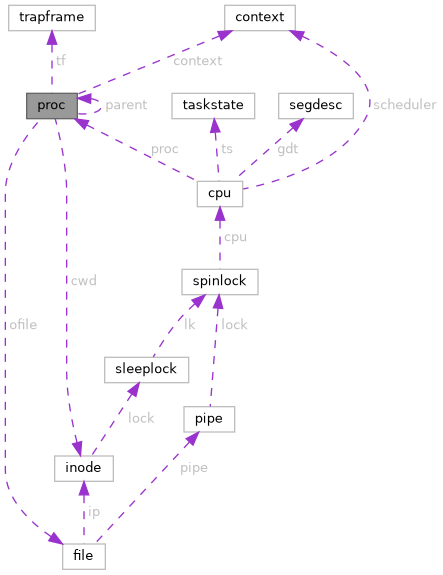 trapframe
context
tf
context
proc
parent
taskstate
segdesc
scheduler
proc
ts
gdt
cpu
cpu
cwd
spinlock
ofile
lk
lock
sleeplock
lock
pipe
inode
pipe
ip
file